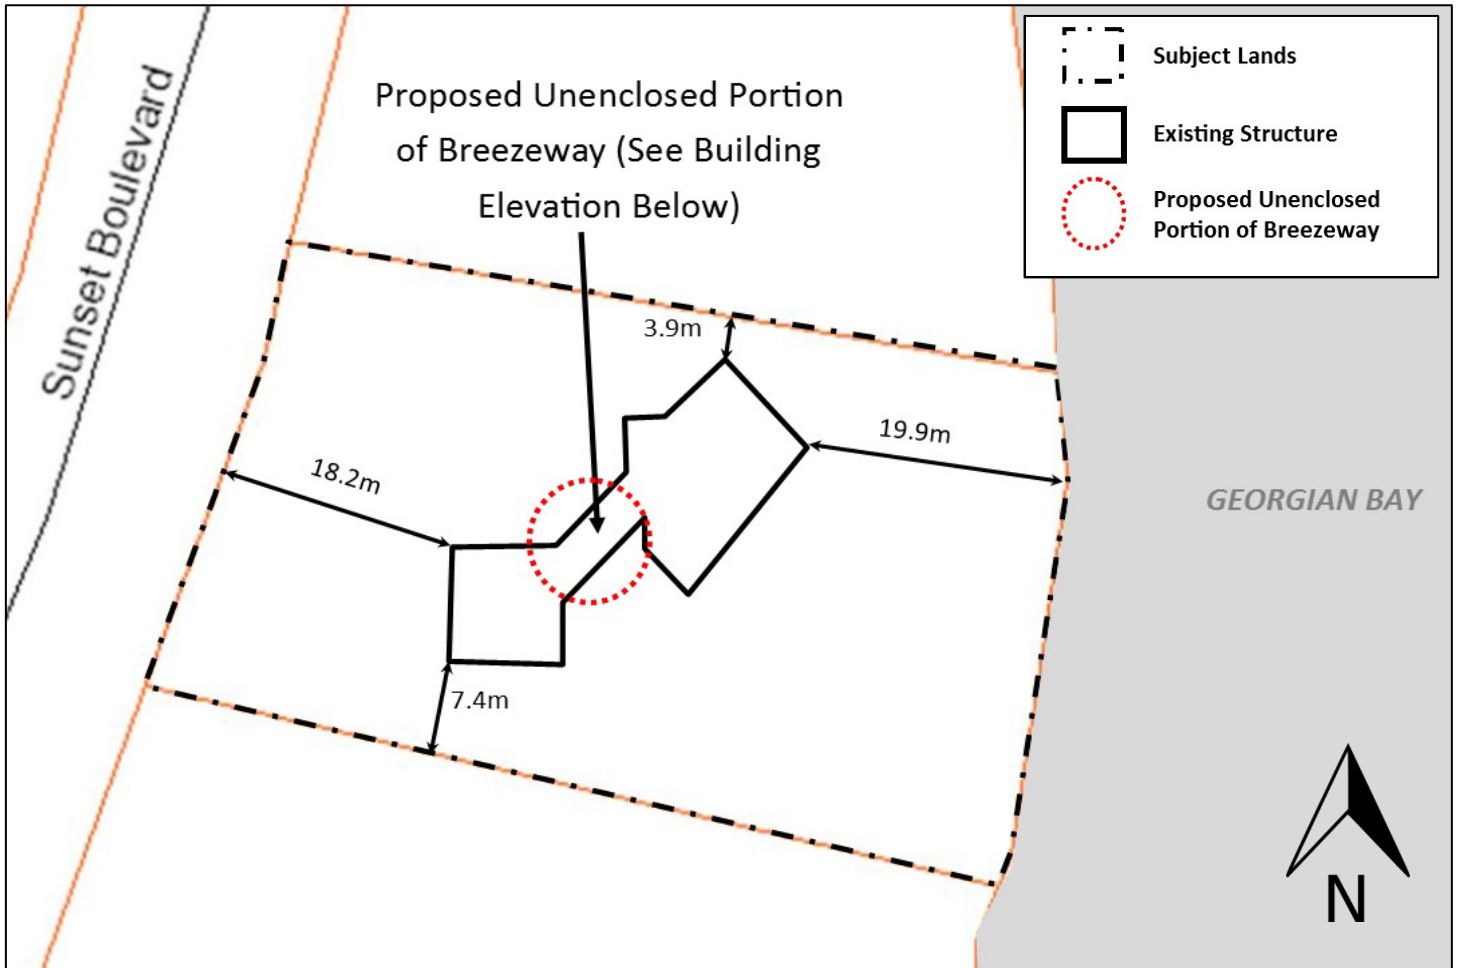 Sunset Boulevard
Proposed Unenclosed Portion
of Breezeway (See Building
Elevation Below)
Subject Lands
Existing Structure
Proposed Unenclosed
Portion of Breezeway
3.9m
19.9m
18.2m
7.4m
GEORGIAN BAY
N